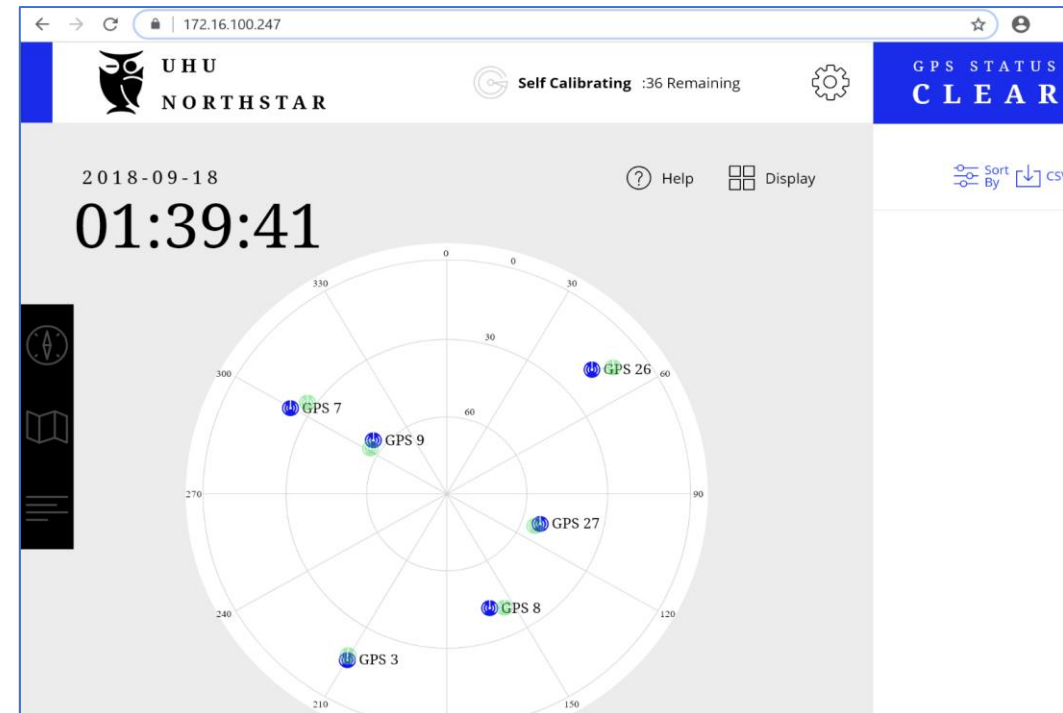 172.16.100.247
UHU
NORTHSTAR
Self Calibrating :36 Remaining
GPS STATUS
CLEAR
2018-09-18
01:39:41
Help
Display
Sort
By
0
0
330
30
30
300
GPS 26
60
GPS 7
60
GPS 9
270
90
GPS 27
240
GPS 8
120
GPS 3
210
150